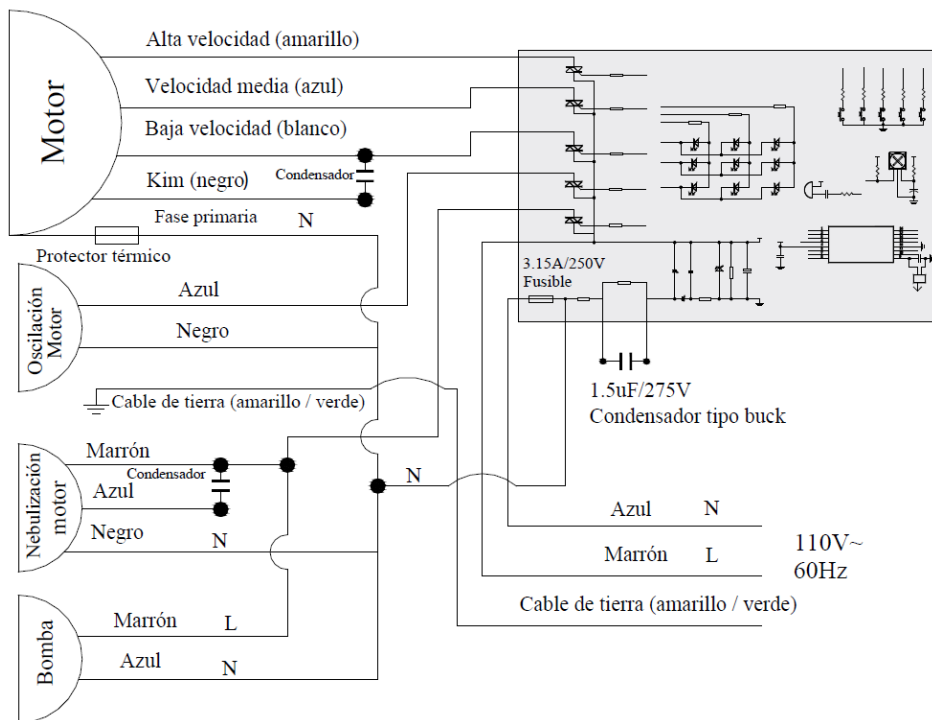 Motor
Alta velocidad (amarillo)
Velocidad media (azul)
Baja velocidad (blanco)
Condensador
Kim (negro)
Fase primaria
N
Protector térmico
3.15A/250V
Fusible
1.5uF/275V
Condensador tipo buck
Oscilación
Motor
Azul
Negro
Cable de tierra (amarillo / verde)
Nebulización
motor
Marrón
Condensador
Azul
Negro
N
N
Azul
N
Marrón
L
110V~
60Hz
Cable de tierra (amarillo / verde)
Bomba
Marrón
L
Azul
N